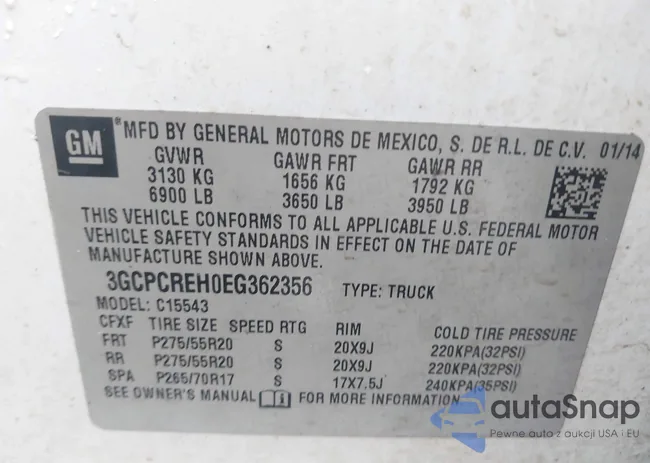 GM ® MFD BY GENERAL MOTORS DE MEXICO, S. DE R.L. DE C.V. 01/14
GVWR GAWR FRT GAWR RR
3130 KG 1656 KG 1792 KG
6900 LB 3650 LB 3950 LB
THIS VEHICLE CONFORMS TO ALL APPLICABLE U.S. FEDERAL MOTOR
VEHICLE SAFETY STANDARDS IN EFFECT ON THE DATE OF
MANUFACTURE SHOWN ABOVE.
3GCPCREH0EG362356 TYPE: TRUCK
MODEL: C15543
CFXF TIRE SIZE SPEED RTG RIM COLD TIRE PRESSURE
FRT P275/55R20 S 20X9J 220KPA(32PSI)
RR P275/55R20 S 20X9J 220KPA(32PSI)
SPA P265/70R17 S 17X7.5J 240KPA(35PSI)
SEE OWNER'S MANUAL FOR MORE INFORMATION
autaSnap
Pewne auto z aukcji USA i EU